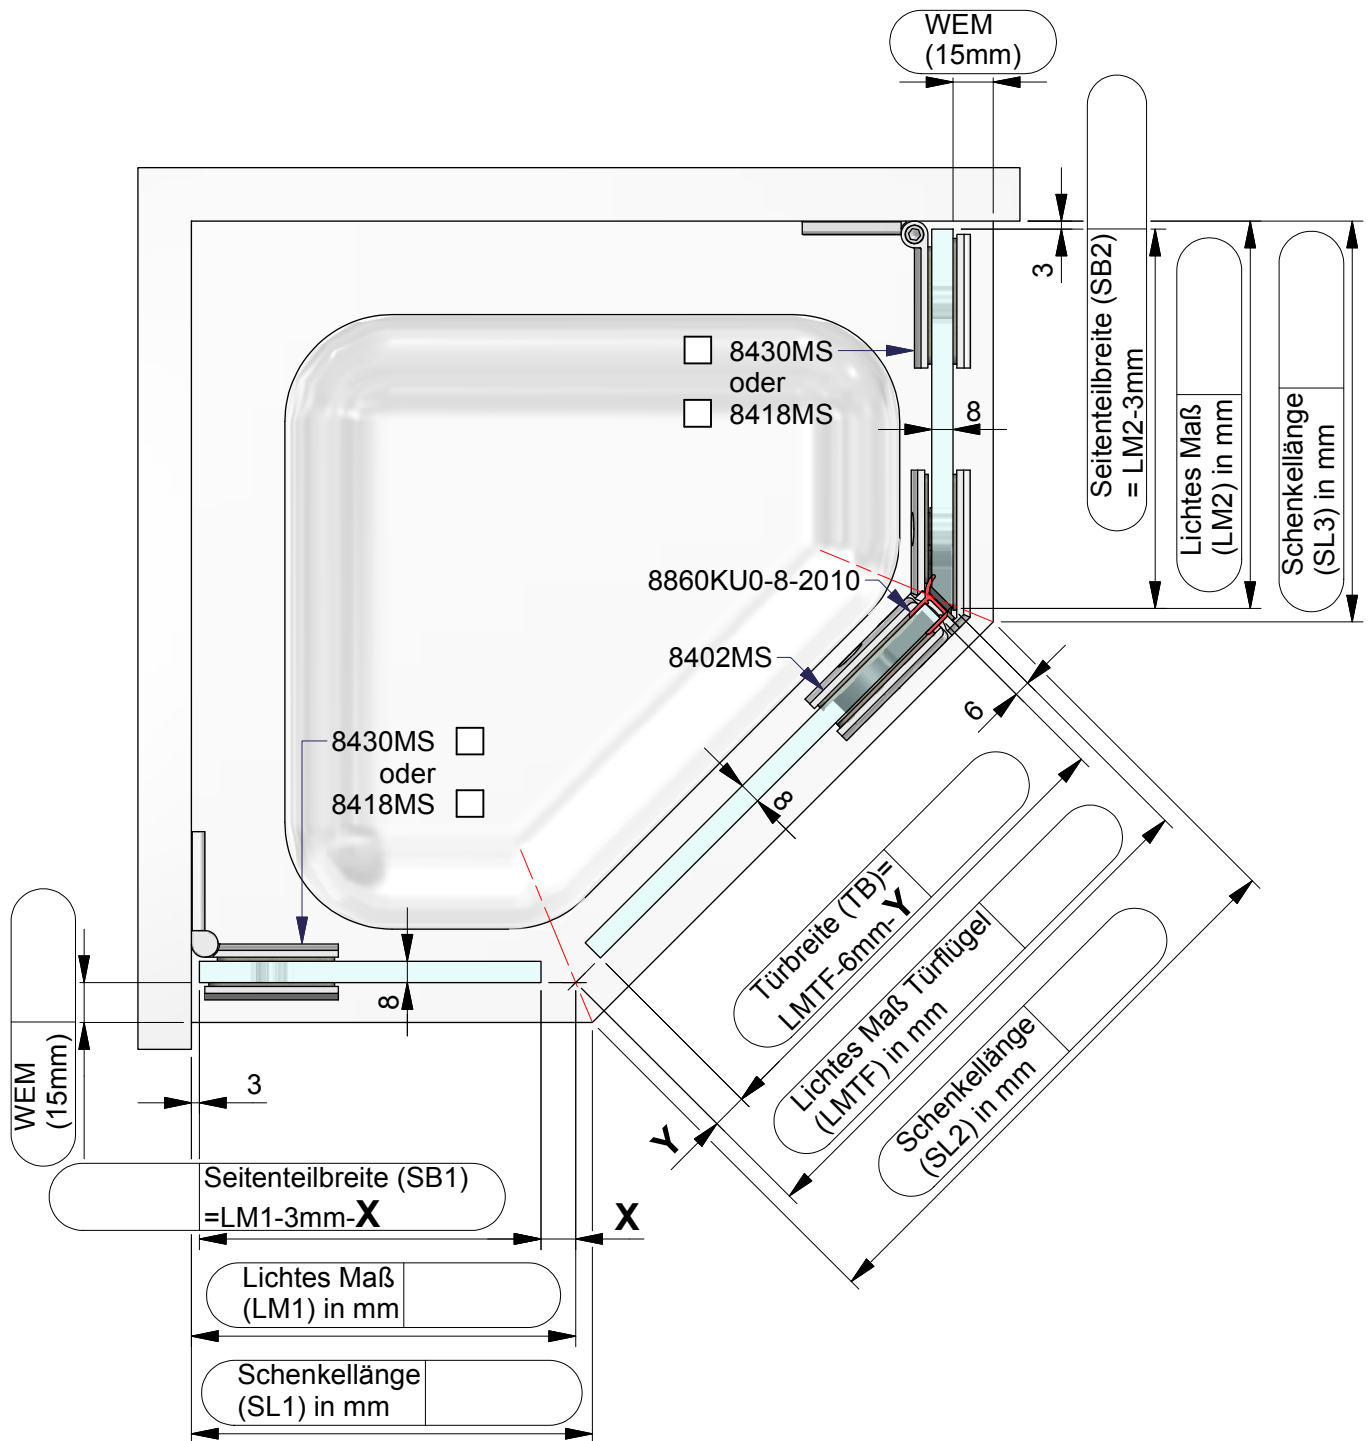 WEM
(15mm)
3
Seitenteilbreite (SB2)
= LM2-3mm
Lichtes Maß
(LM2) in mm
Schenkellänge
(SL3) in mm
8430MS
oder
8418MS
8
8860KU0-8-2010
8402MS
6
8430MS
oder
8418MS
8
Türbreite (TB)=
LMTF-6mm-Y
Lichtes Maß Türflügel
(LMTF) in mm
Schenkellänge
(SL2) in mm
8
WEM
(15mm)
3
Y
Seitenteilbreite (SB1)
=LM1-3mm-X
X
Lichtes Maß
(LM1) in mm
Schenkellänge
(SL1) in mm